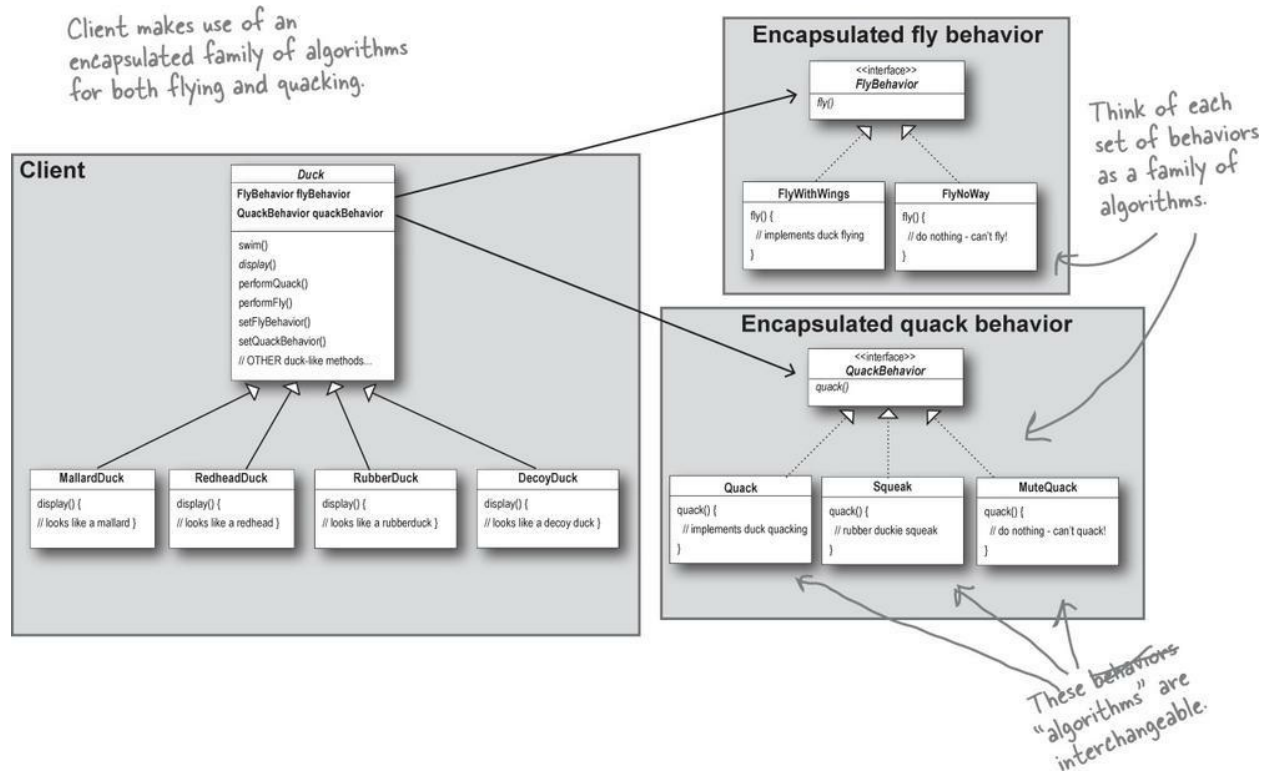 Client makes use of an
encapsulated family of algorithms
for both flying and quacking.
Client
Duck
FlyBehavior flyBehavior
QuackBehavior quackBehavior
swim()
display()
performQuack()
performFly()
setFlyBehavior()
setQuackBehavior()
// OTHER duck-like methods...
MallardDuck
display() {
// looks like a mallard }
RedheadDuck
display() {
// looks like a redhead }
RubberDuck
display() {
// looks like a rubberduck }
DecoyDuck
display() {
// looks like a decoy duck }
Encapsulated fly behavior
<<interface>>
FlyBehavior
fly()
FlyWithWings
fly() {
// implements duck flying
}
FlyNoWay
fly() {
// do nothing - can't fly!
}
Think of each
set of behaviors
as a family of
algorithms.
Encapsulated quack behavior
<<interface>>
QuackBehavior
quack()
Quack
quack() {
// implements duck quacking
}
Squeak
quack() {
// rubber duckie squeak
}
MuteQuack
quack() {
// do nothing - can't quack!
}
These behaviors
“algorithms” are
interchangeable.